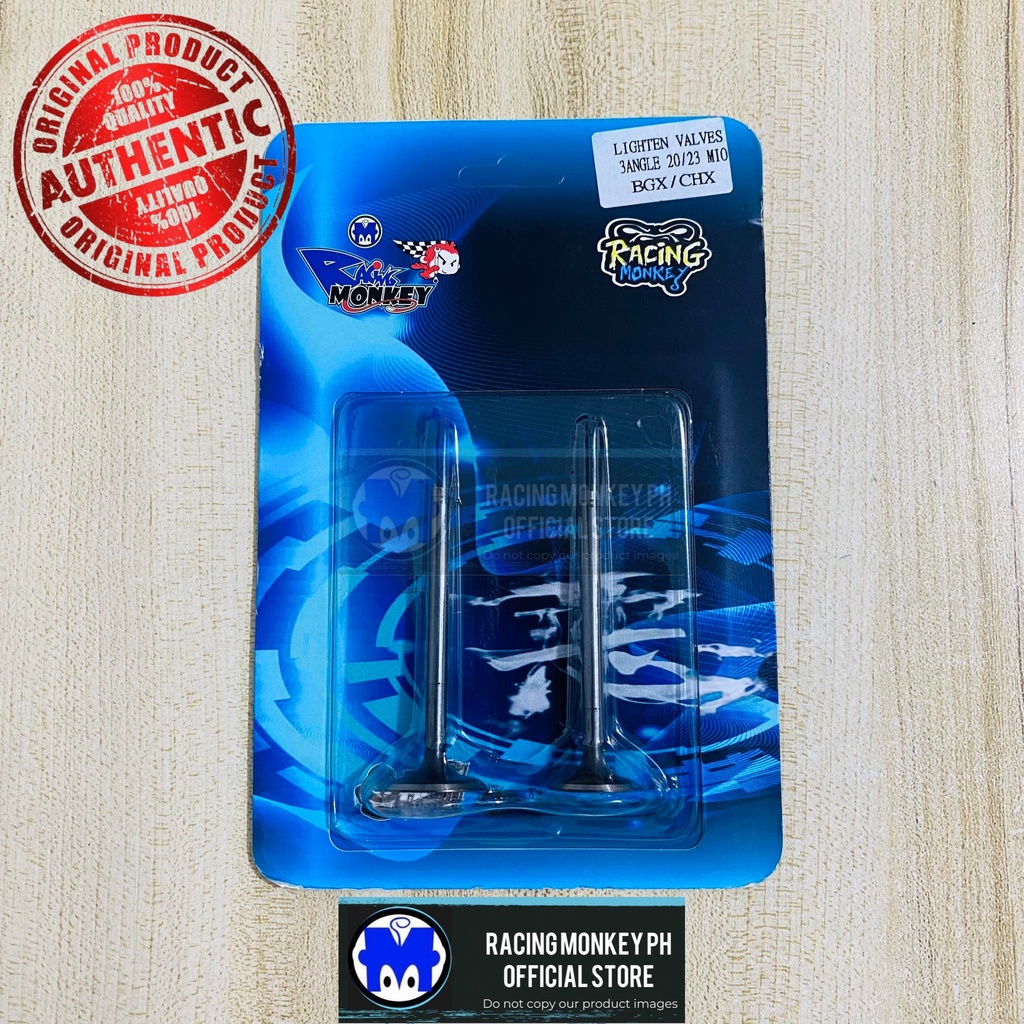 ORIGINAL PRODUCT
100%
QUALITY
AUTHENTIC
100%
QUALITY
ORIGINAL PRODUCT
LIGHTEN VALVES
3ANGLE 20/23 MIO
BGX/CHX
M
RACING
MONKEY
RACING
MONKEY
M
RACING MONKEY PH
OFFICIAL STORE
Do not copy our product images
M
RACING MONKEY PH
OFFICIAL STORE
Do not copy our product images